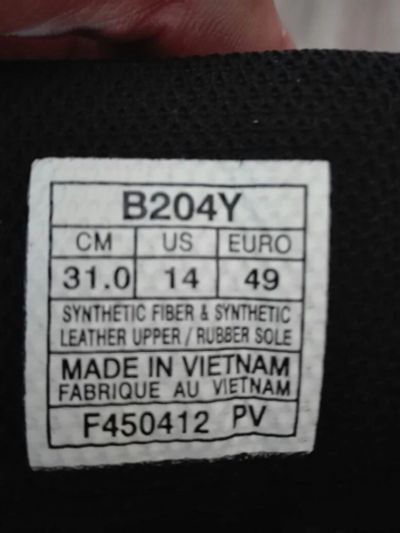 B204Y
CM US EURO
31.0 14 49
SYNTHETIC FIBER & SYNTHETIC
LEATHER UPPER / RUBBER SOLE
MADE IN VIETNAM
FABRIQUE AU VIETNAM
F450412 PV